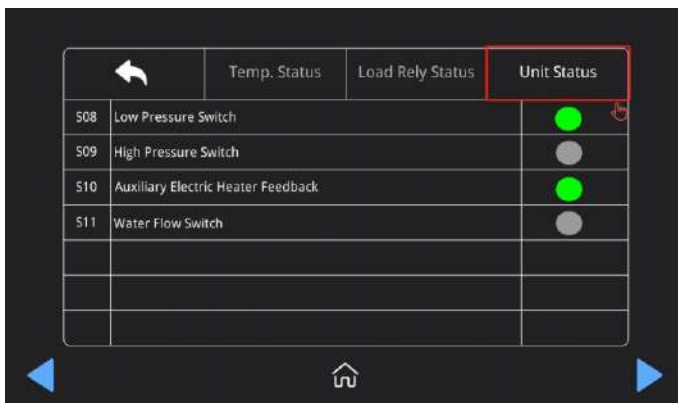 Temp. Status Load Rely Status Unit Status
S08 Low Pressure Switch
S09 High Pressure Switch
S10 Auxiliary Electric Heater Feedback
S11 Water Flow Switch